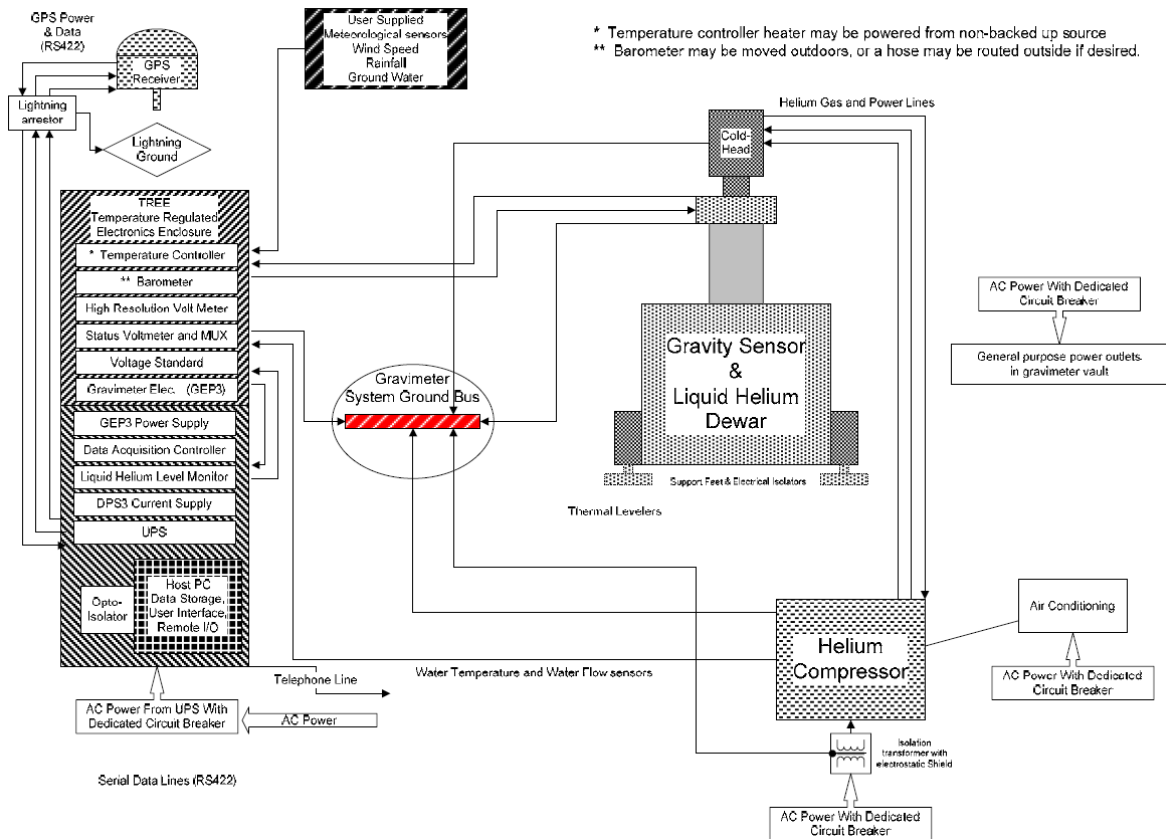 GPS Power
& Data
(RS422)
GPS
Receiver
Lightning
arrestor
Lightning
Ground
User Supplied
Meteorological sensors
Wind Speed
Rainfall
Ground Water
* Temperature controller heater may be powered from non-backed up source
** Barometer may be moved outdoors, or a hose may be routed outside if desired.
Helium Gas and Power Lines
Cold-
Head
TREE
Temperature Regulated
Electronics Enclosure
* Temperature Controller
** Barometer
High Resolution Volt Meter
Status Voltmeter and MUX
Voltage Standard
Gravimeter Elec. (GEP3)
GEP3 Power Supply
Data Acquisition Controller
Liquid Helium Level Monitor
DPS3 Current Supply
UPS
Opto-
Isolator
Host PC
Data Storage,
User Interface,
Remote I/O
Gravimeter
System Ground Bus
Gravity Sensor
&
Liquid Helium
Dewar
Support Feet & Electrical Isolators
Thermal Levelers
AC Power With Dedicated
Circuit Breaker
General purpose power outlets
in gravimeter vault
Helium
Compressor
Air Conditioning
AC Power With Dedicated
Circuit Breaker
Water Temperature and Water Flow sensors
Telephone Line
AC Power From UPS With
Dedicated Circuit Breaker
AC Power
Isolation
transformer with
electrostatic Shield
Serial Data Lines (RS422)
AC Power With Dedicated
Circuit Breaker